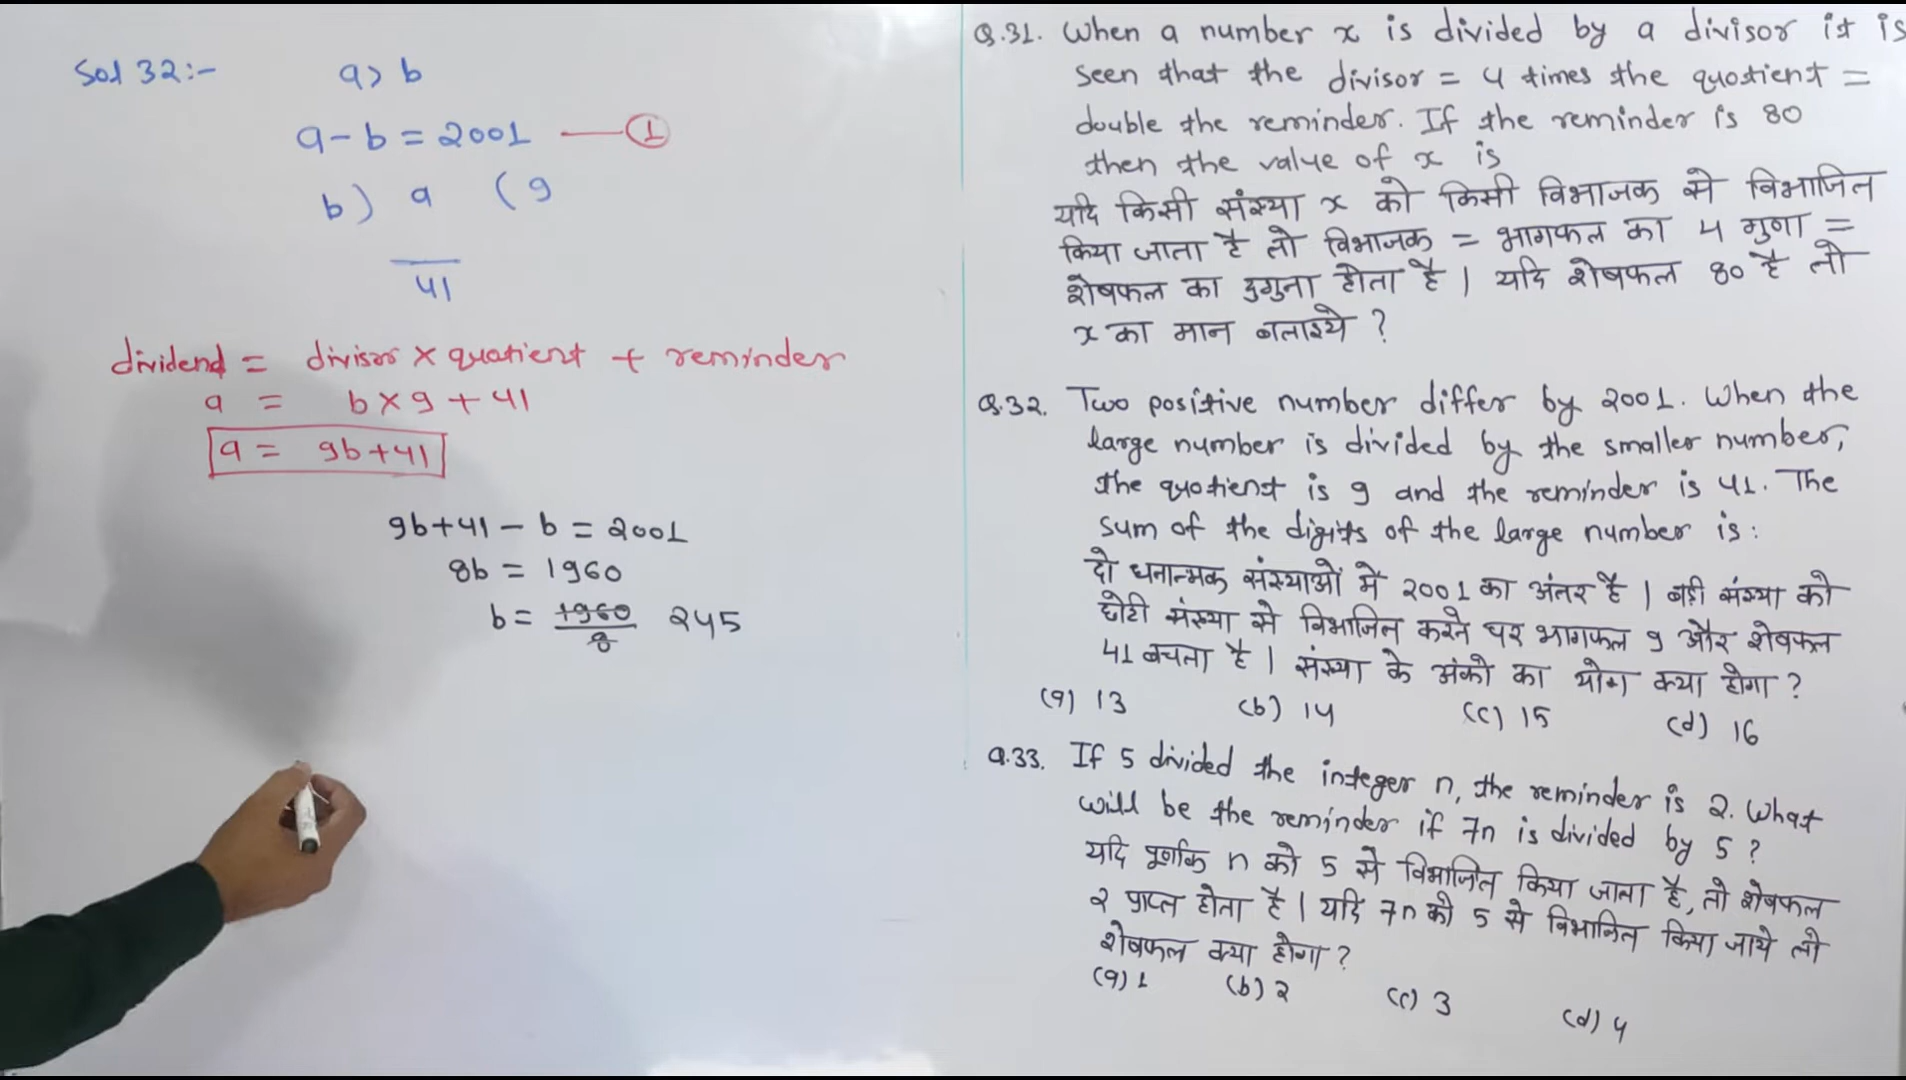 Sol 32:-
a > b
a - b = 2001 —— ①
b) a (9
41
dividend = divisor × quotient + reminder
a = b × 9 + 41
a = 9b+41
9b+41 - b = 2001
8b = 1960
b = 1960/8 245
Q.31. When a number x is divided by a divisor it is
seen that the divisor = 4 times the quotient =
double the reminder. If the reminder is 80
then the value of x is
यदि किसी संख्या x को किसी विभाजक से विभाजित
किया जाता है तो विभाजक = भागफल का 4 गुणा =
शेषफल का दुगुना होता है | यदि शेषफल 80 है तो
x का मान बताइये ?
Q.32. Two positive number differ by 2001. When the
large number is divided by the smaller number,
the quotient is 9 and the reminder is 41. The
sum of the digits of the large number is :
दो धनात्मक संख्याओं में 2001 का अंतर है | बड़ी संख्या को
छोटी संख्या से विभाजित करने पर भागफल 9 और शेषफल
41 बचता है | संख्या के अंको का योग क्या होगा ?
(a) 13 (b) 14 (c) 15 (d) 16
Q.33. If 5 divided the integer n, the reminder is 2. What
will be the reminder if 7n is divided by 5 ?
यदि पूर्णांक n को 5 से विभाजित किया जाता है, तो शेषफल
2 प्राप्त होता है | यदि 7n को 5 से विभाजित किया जाये तो
शेषफल क्या होगा ?
(a) 1 (b) 2 (c) 3 (d) 4